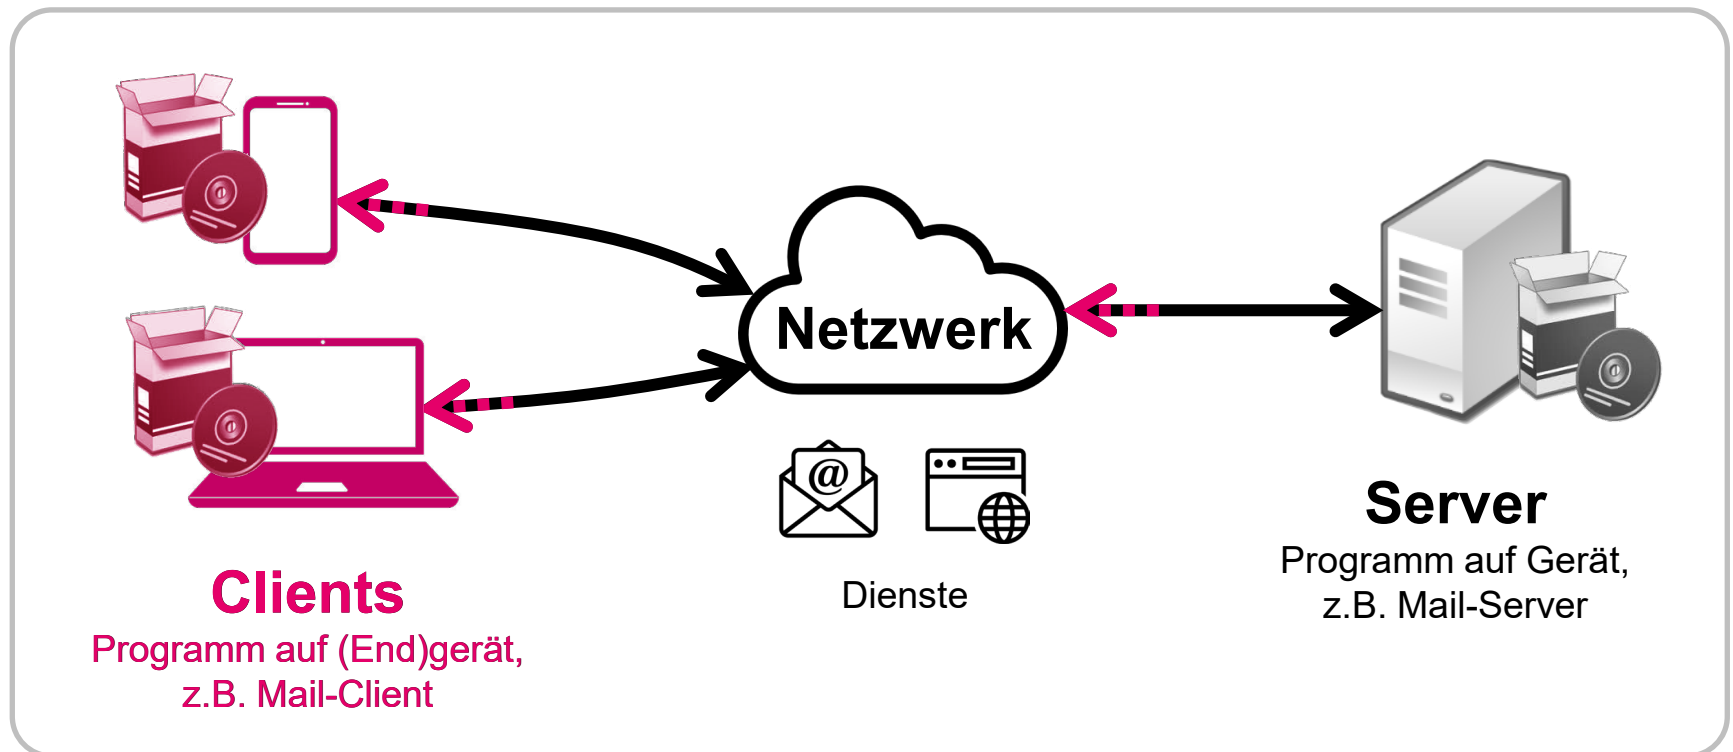 Netzwerk
Dienste
Clients
Programm auf (End)gerät,
z.B. Mail-Client
Server
Programm auf Gerät,
z.B. Mail-Server